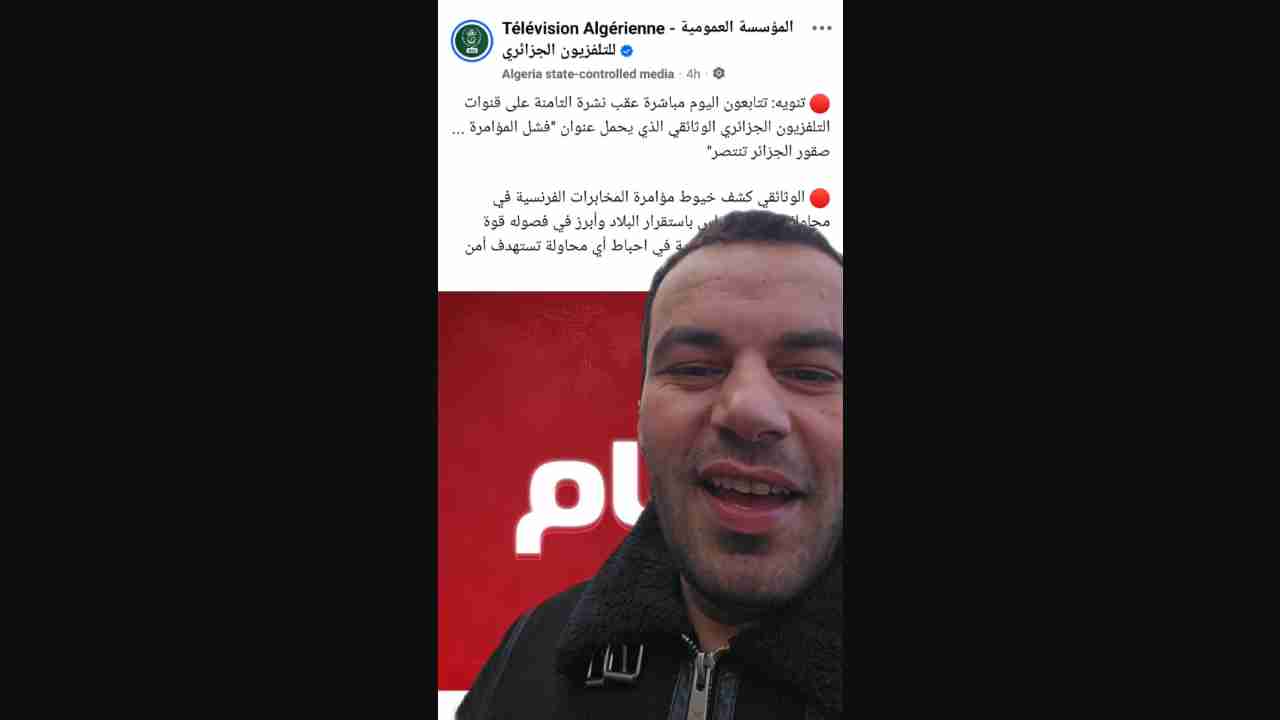 Télévision Algérienne - المؤسسة العمومية
للتلفزيون الجزائري
Algeria state-controlled media · 4h ·
🔴 تنويه: تتابعون اليوم مباشرة عقب نشرة الثامنة على قنوات
التلفزيون الجزائري الوثائقي الذي يحمل عنوان "فشل المؤامرة ...
صقور الجزائر تنتصر"
🔴 الوثائقي كشف خيوط مؤامرة المخابرات الفرنسية في
باستقرار البلاد وأبرز في فصوله قوة
في احباط أي محاولة تستهدف أمن